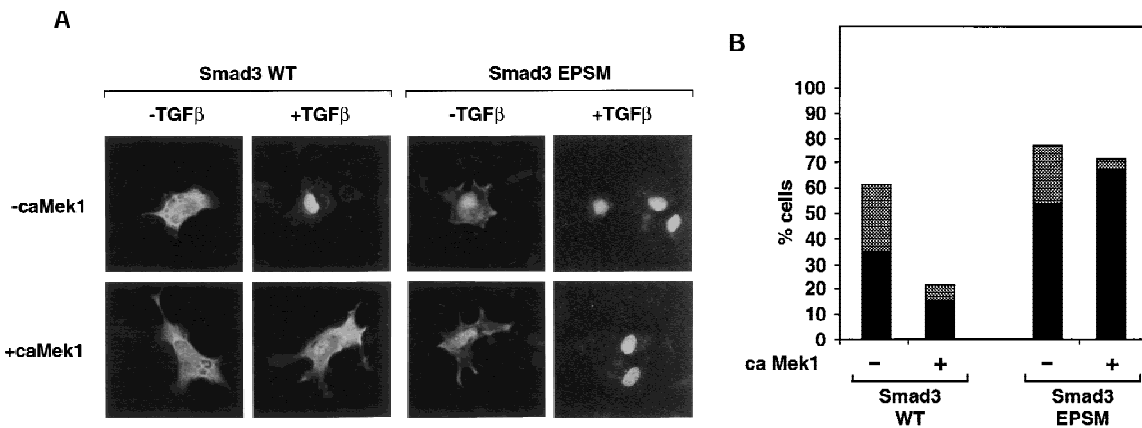 A
Smad3 WT
Smad3 EPSM
-TGFβ
+TGFβ
-TGFβ
+TGFβ
-caMek1
+caMek1
B
100
90
80
70
60
50
40
30
20
10
0
% cells
ca Mek1
-
+
-
+
Smad3
WT
Smad3
EPSM